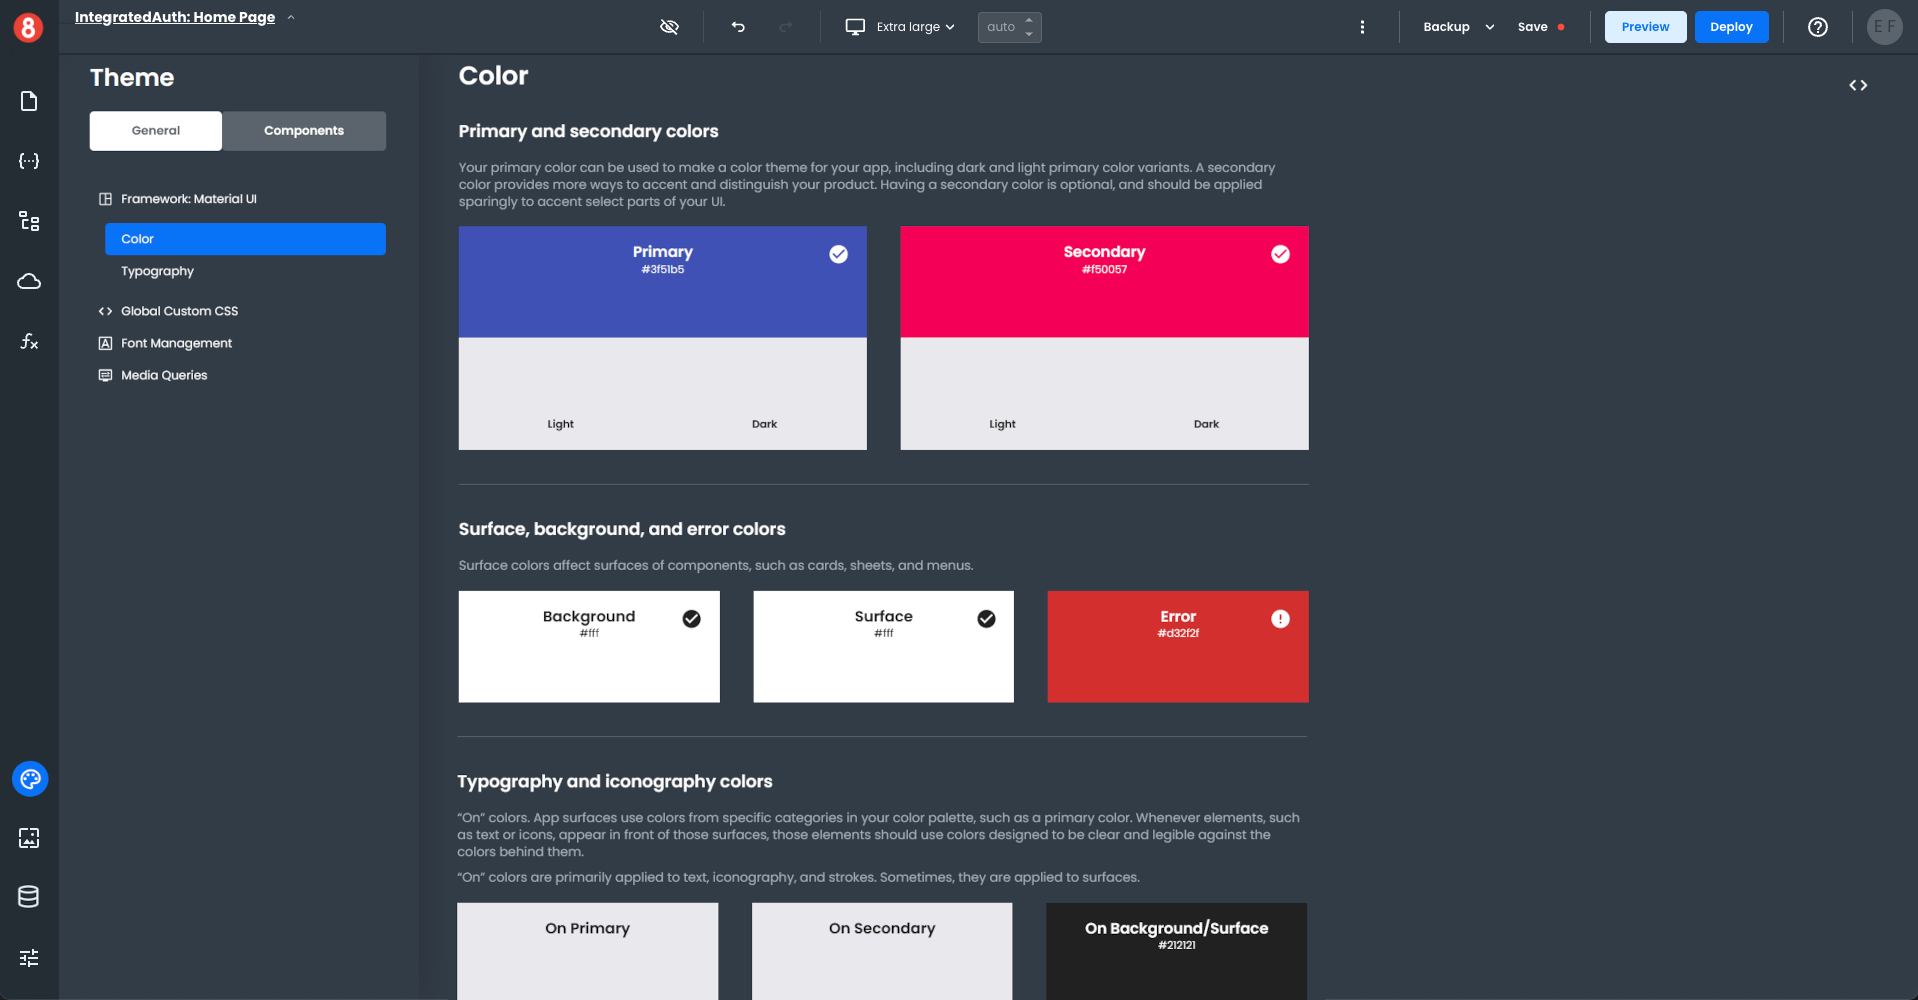 8
IntegratedAuth: Home Page
Extra large
auto
Backup
Save
Preview
Deploy
E F
Theme
General
Components
Framework: Material UI
Color
Typography
Global Custom CSS
Font Management
Media Queries
Color
Primary and secondary colors
Your primary color can be used to make a color theme for your app, including dark and light primary color variants. A secondary
color provides more ways to accent and distinguish your product. Having a secondary color is optional, and should be applied
sparingly to accent select parts of your UI.
Primary
#3f51b5
Light
Dark
Secondary
#f50057
Light
Dark
Surface, background, and error colors
Surface colors affect surfaces of components, such as cards, sheets, and menus.
Background
#fff
Surface
#fff
Error
#d32f2f
Typography and iconography colors
“On” colors. App surfaces use colors from specific categories in your color palette, such as a primary color. Whenever elements, such
as text or icons, appear in front of those surfaces, those elements should use colors designed to be clear and legible against the
colors behind them.
“On” colors are primarily applied to text, iconography, and strokes. Sometimes, they are applied to surfaces.
On Primary
On Secondary
On Background/Surface
#212121